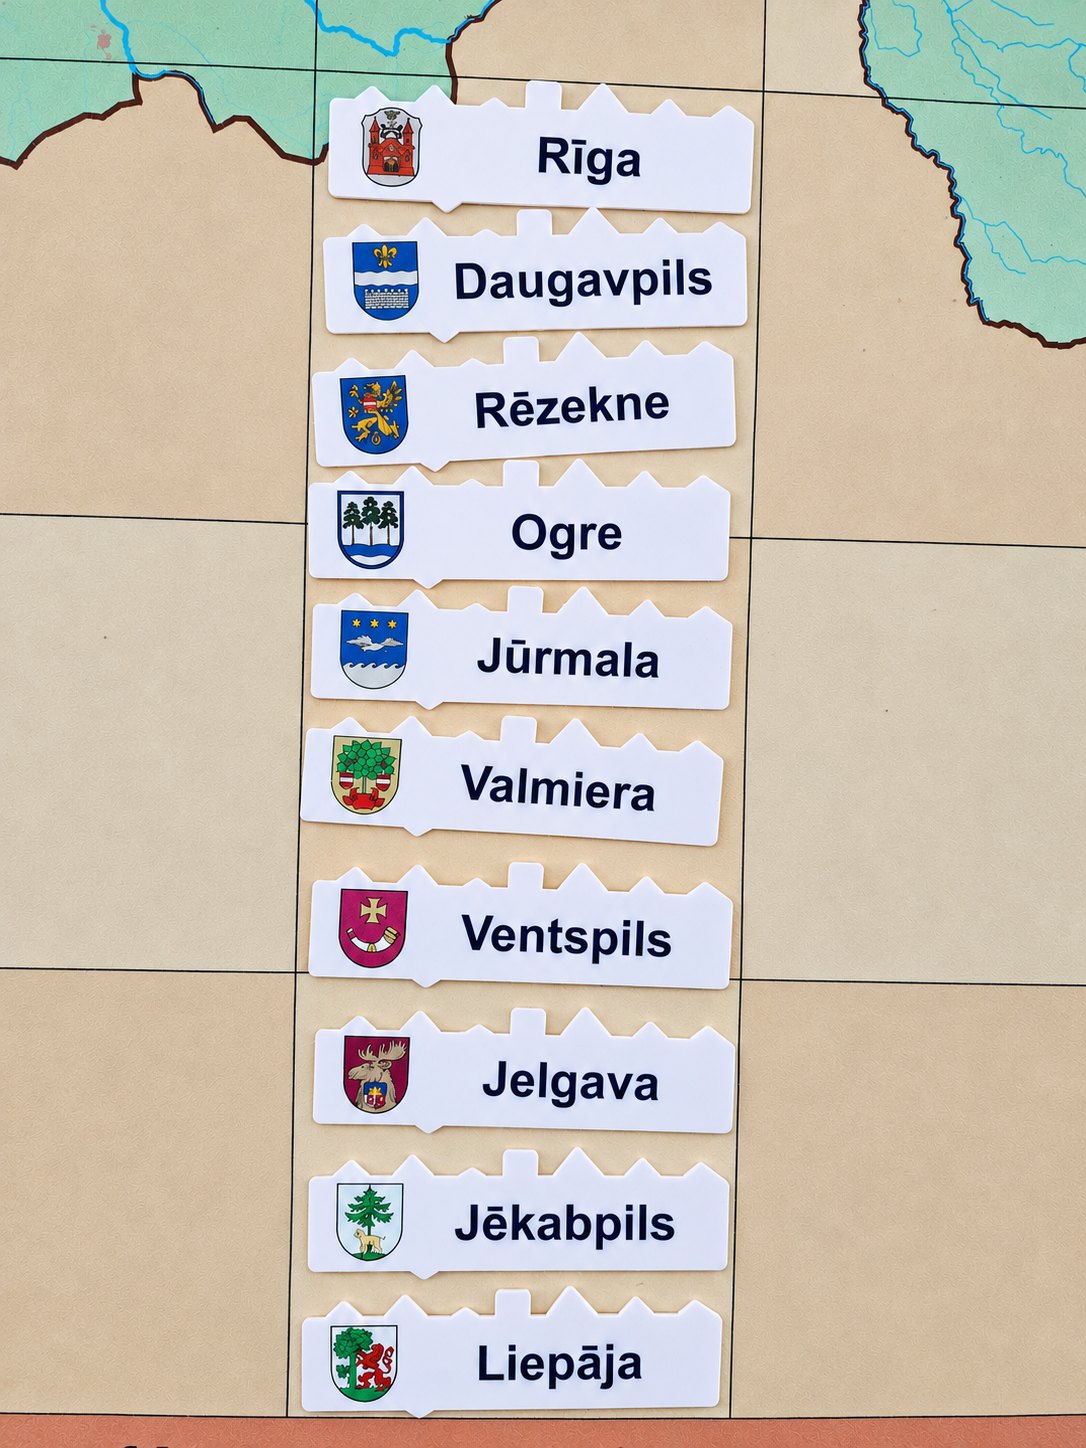 Rīga
Daugavpils
Rēzekne
Ogre
Jūrmala
Valmiera
Ventspils
Jelgava
Jēkabpils
Liepāja